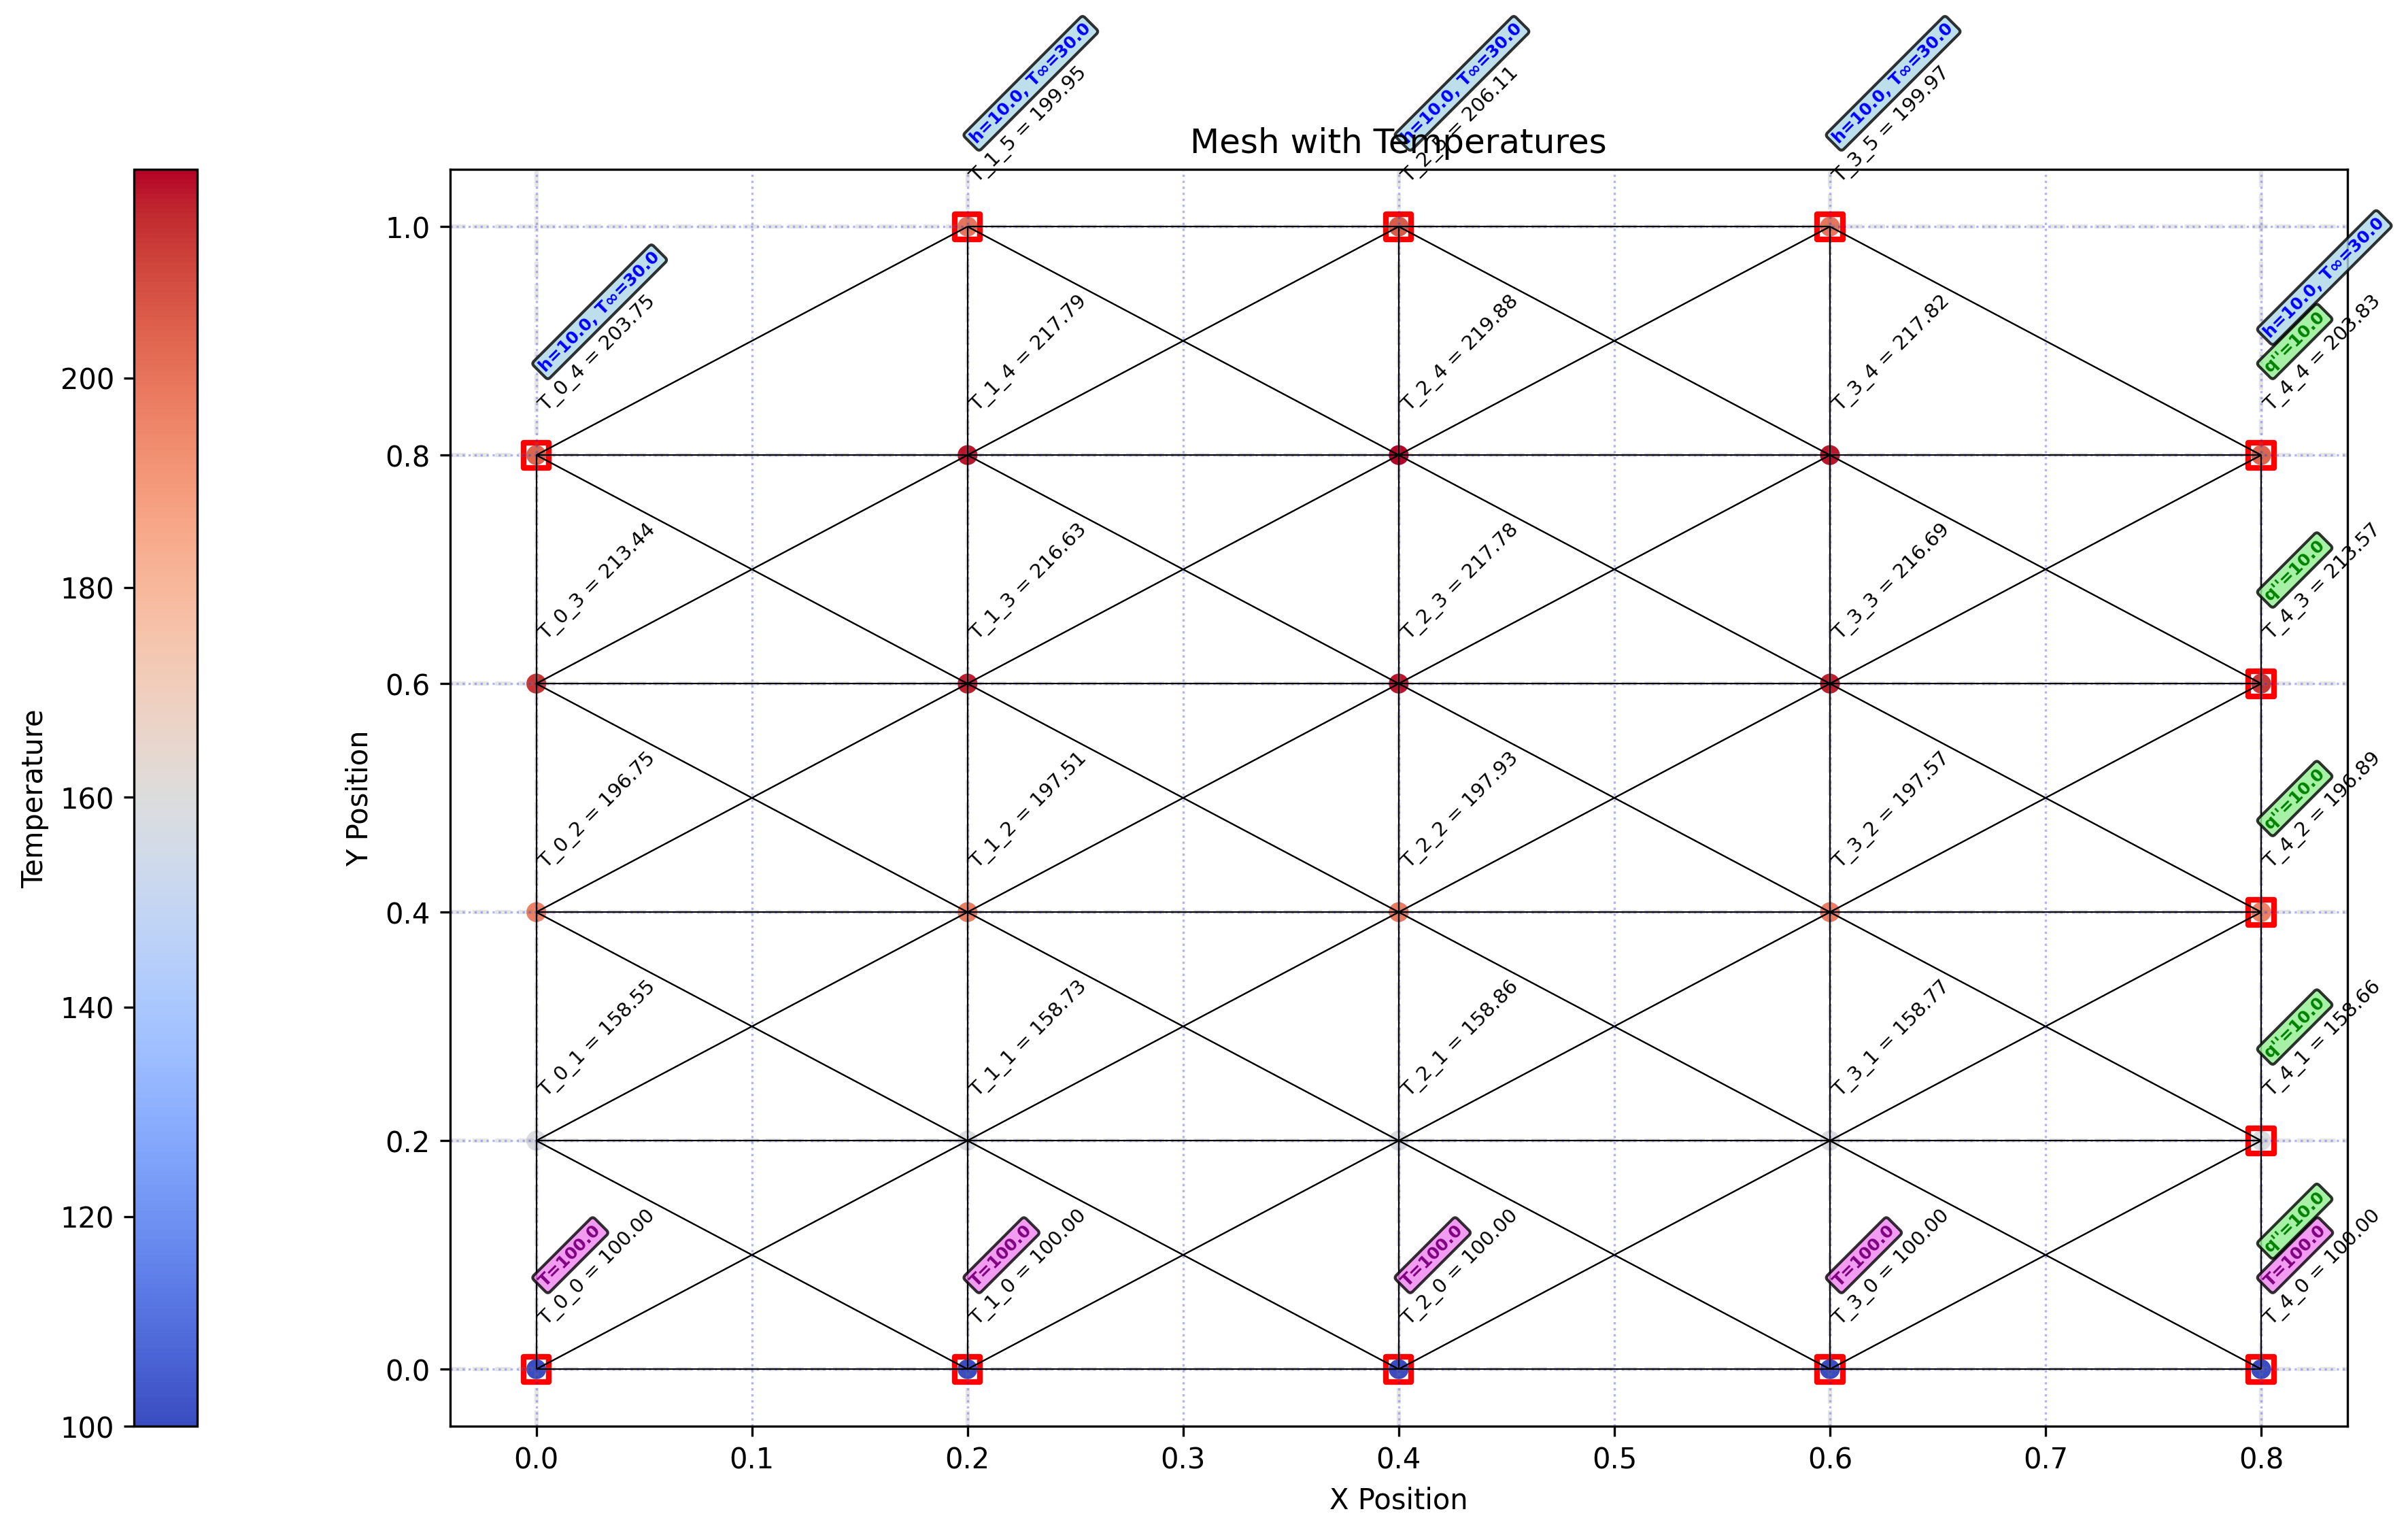 h=10.0, T∞=30.0
T_1_5 = 199.95
h=10.0, T∞=30.0
T_2_5 = 206.11
h=10.0, T∞=30.0
T_3_5 = 199.97
Mesh with Temperatures
h=10.0, T∞=30.0
T_0_4 = 203.75
T_1_4 = 217.79
T_2_4 = 219.88
T_3_4 = 217.82
h=10.0, T∞=30.0
q''=10.0
T_4_4 = 203.83
T_0_3 = 213.44
T_1_3 = 216.63
T_2_3 = 217.78
T_3_3 = 216.69
q''=10.0
T_4_3 = 213.57
T_0_2 = 196.75
T_1_2 = 197.51
T_2_2 = 197.93
T_3_2 = 197.57
q''=10.0
T_4_2 = 196.89
T_0_1 = 158.55
T_1_1 = 158.73
T_2_1 = 158.86
T_3_1 = 158.77
q''=10.0
T_4_1 = 158.66
T=100.0
T_0_0 = 100.00
T=100.0
T_1_0 = 100.00
T=100.0
T_2_0 = 100.00
T=100.0
T_3_0 = 100.00
q''=10.0
T=100.0
T_4_0 = 100.00
Temperature
200
180
160
140
120
100
Y Position
1.0
0.8
0.6
0.4
0.2
0.0
0.0
0.1
0.2
0.3
0.4
0.5
0.6
0.7
0.8
X Position